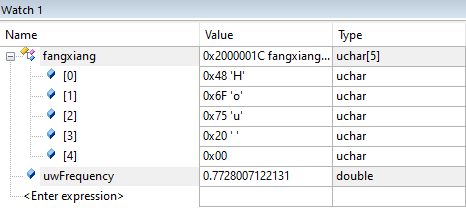 Watch 1
Name Value Type
fangxiang 0x2000001C fangxiang... uchar[5]
[0] 0x48 'H' uchar
[1] 0x6F 'o' uchar
[2] 0x75 'u' uchar
[3] 0x20 ' ' uchar
[4] 0x00 uchar
uwFrequency 0.7728007122131 double
<Enter expression>